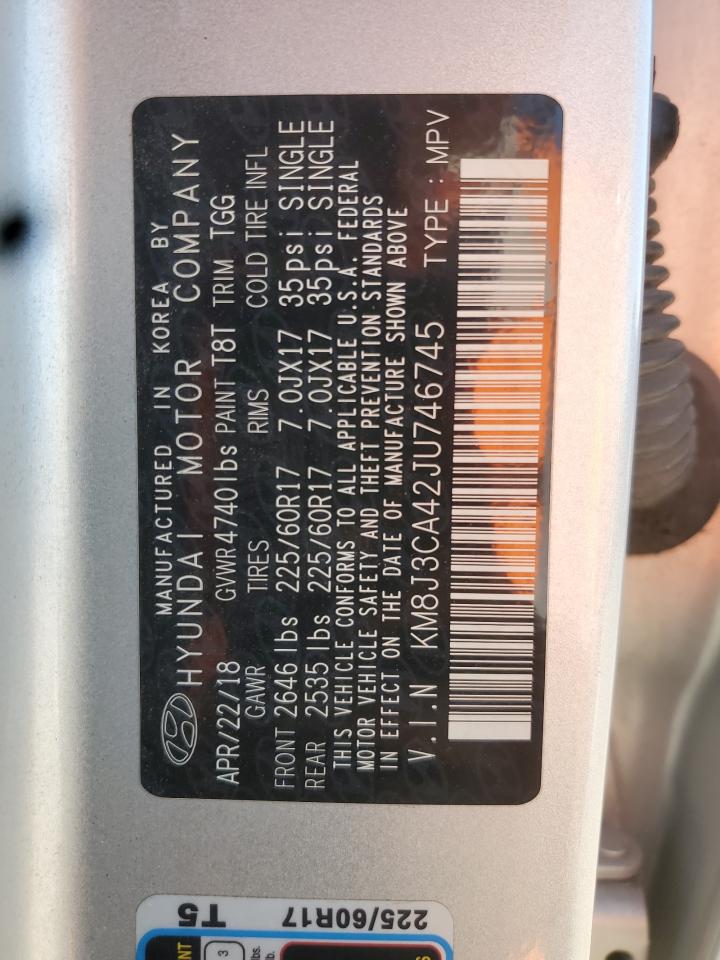 MANUFACTURED IN KOREA BY
HYUNDAI MOTOR COMPANY
APR/22/18 GVWR4740lbs PAINT T8T TRIM TGG
GAWR TIRES RIMS COLD TIRE INFL
FRONT 2646 lbs 225/60R17 7.0JX17 35psi SINGLE
REAR 2535 lbs 225/60R17 7.0JX17 35psi SINGLE
THIS VEHICLE CONFORMS TO ALL APPLICABLE U.S.A. FEDERAL
MOTOR VEHICLE SAFETY AND THEFT PREVENTION STANDARDS
IN EFFECT ON THE DATE OF MANUFACTURE SHOWN ABOVE
V.I.N KM8J3CA42JU746745 TYPE : MPV
T5
225/60R17
3
lbs.